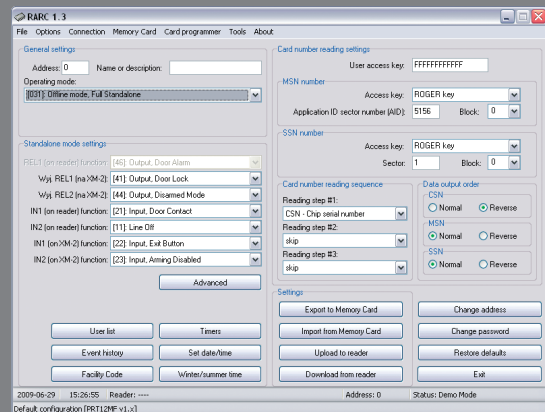 RARC 1.3
File Options Connection Memory Card Card programmer Tools About
General settings
Address: 0 Name or description:
Operating mode:
[031]: Offline mode, Full Standalone
Standalone mode settings
REL1 (on reader) function: [46]: Output, Door Alarm
Wyj. REL1 (na XM-2): [41]: Output, Door Lock
Wyj. REL2 (na XM-2): [44]: Output, Disarmed Mode
IN1 (on reader) function: [21]: Input, Door Contact
IN2 (on reader) function: [11]: Line Off
IN1 (on XM-2) function: [22]: Input, Exit Button
IN2 (on XM-2) function: [23]: Input, Arming Disabled
Advanced
User list Timers
Event history Set date/time
Facility Code Winter/summer time
Card number reading settings
User access key: FFFFFFFFFFFF
MSN number
Access key: ROGER key
Application ID sector number (AID): 5156 Block: 0
SSN number
Access key: ROGER key
Sector: 1 Block: 0
Card number reading sequence
Reading step #1:
CSN - Chip serial number
Reading step #2:
skip
Reading step #3:
skip
Data output order
CSN
Normal Reverse
MSN
Normal Reverse
SSN
Normal Reverse
Settings
Export to Memory Card Change address
Import from Memory Card Change password
Upload to reader Restore defaults
Download from reader Exit
2009-06-29 15:26:55 Reader: ---- Address: 0 Status: Demo Mode
Default configuration [PRT12MF v1.x]